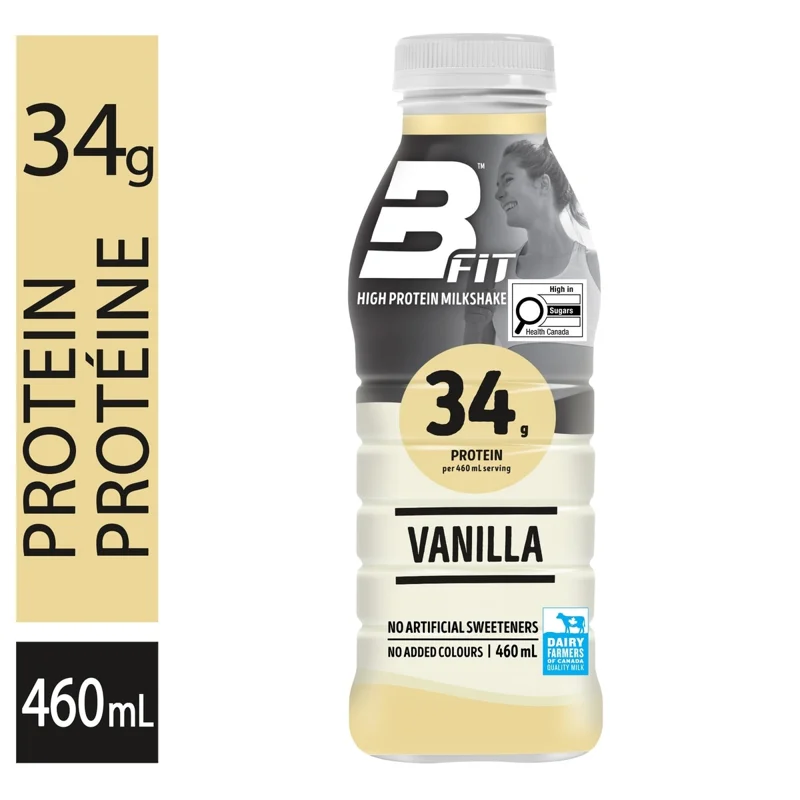 34g
PROTEIN
PROTÉINE
460mL
B™
FIT
HIGH PROTEIN MILKSHAKE
High in
Sugars
Health Canada
34g
PROTEIN
per 460 mL serving
VANILLA
NO ARTIFICIAL SWEETENERS
NO ADDED COLOURS | 460 mL
DAIRY
FARMERS
OF CANADA
QUALITY MILK